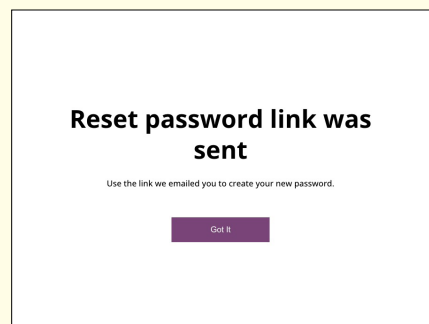 Reset password link was
sent
Use the link we emailed you to create your new password.
Got It